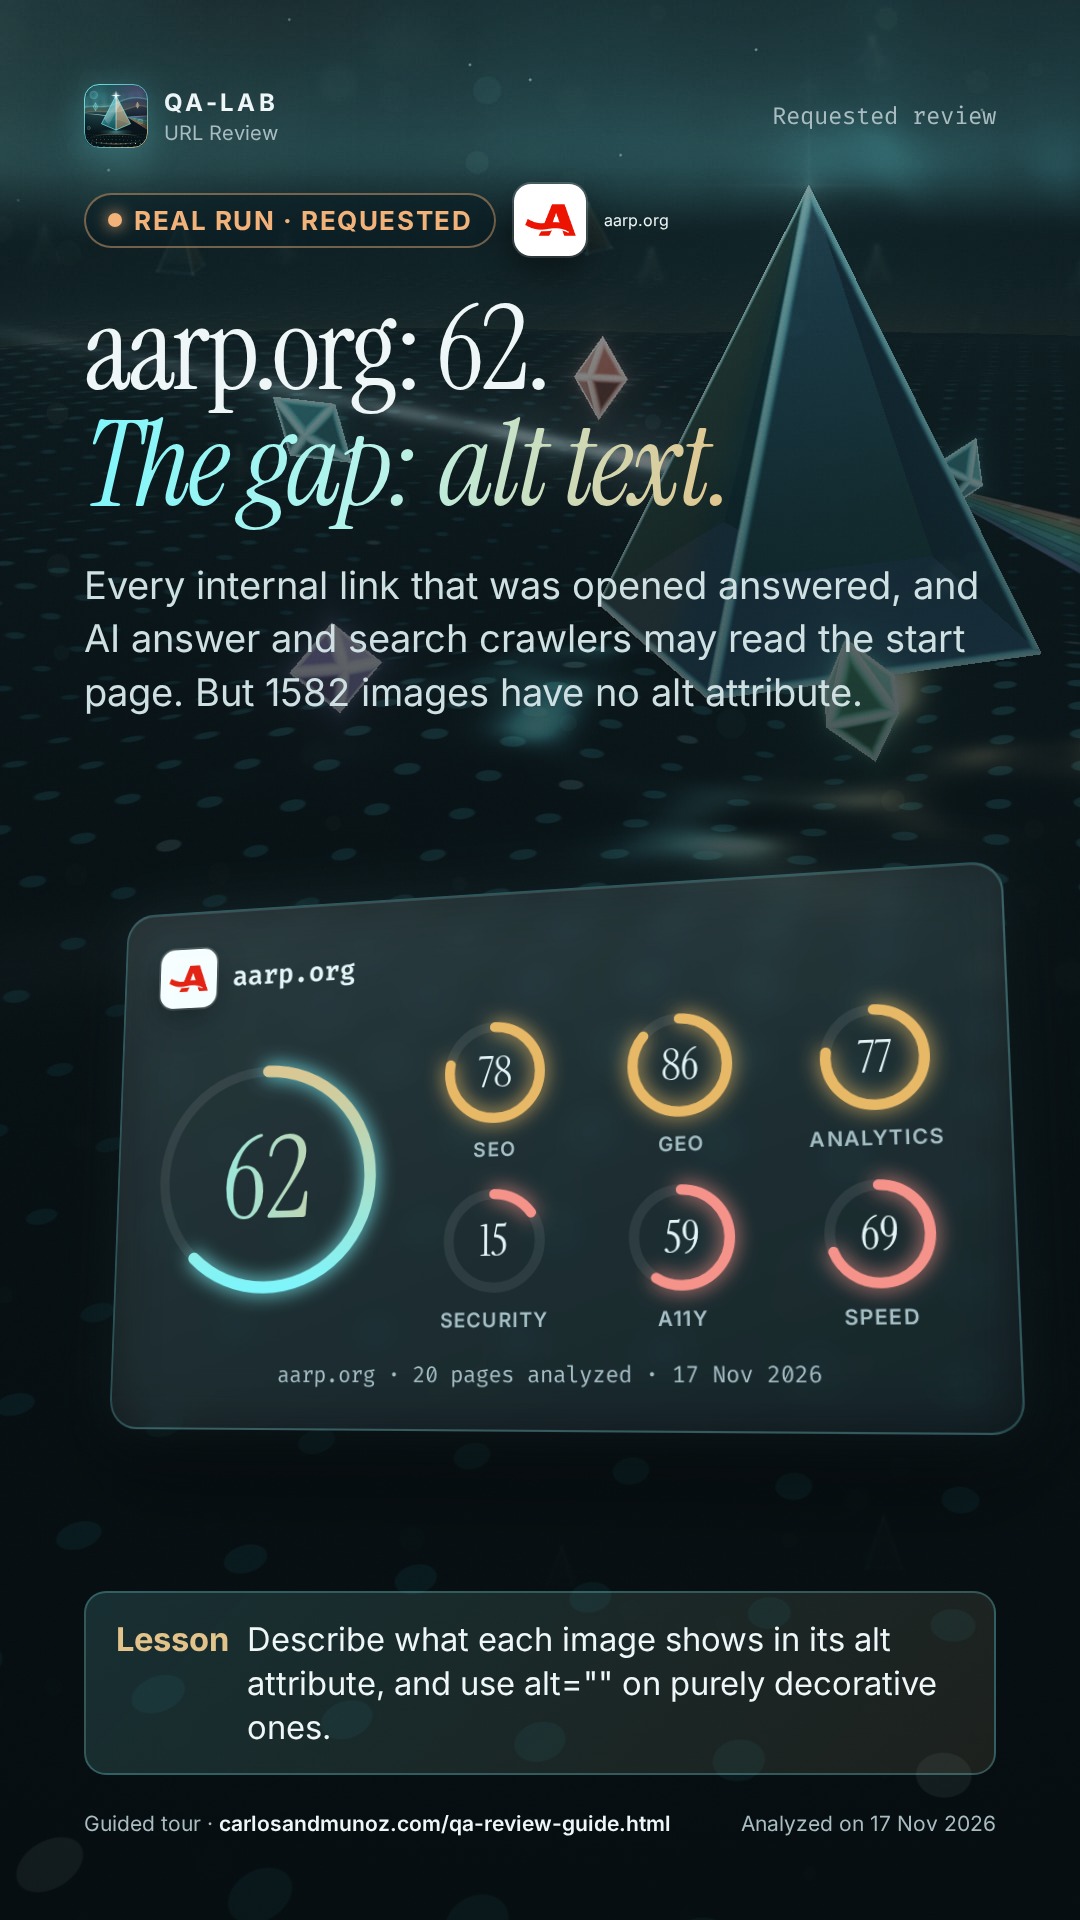 QA-LAB
URL Review
Requested review
REAL RUN · REQUESTED
aarp.org
aarp.org: 62.
The gap: alt text.
Every internal link that was opened answered, and
AI answer and search crawlers may read the start
page. But 1582 images have no alt attribute.
aarp.org
62
78
SEO
86
GEO
77
ANALYTICS
15
SECURITY
59
A11Y
69
SPEED
aarp.org · 20 pages analyzed · 17 Nov 2026
Lesson Describe what each image shows in its alt
attribute, and use alt="" on purely decorative
ones.
Guided tour · carlosandmunoz.com/qa-review-guide.html
Analyzed on 17 Nov 2026